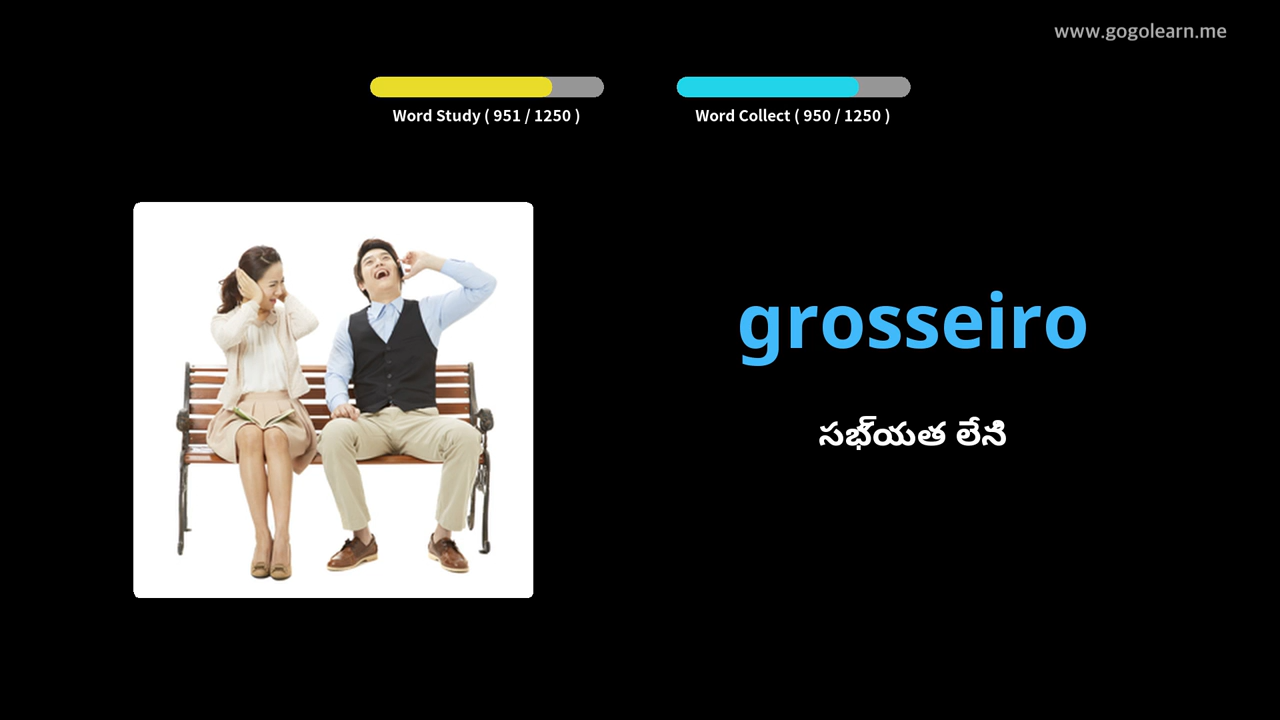 www.gogolearn.me
Word Study ( 951 / 1250 )
Word Collect ( 950 / 1250 )
grosseiro
సభ్యత లేని